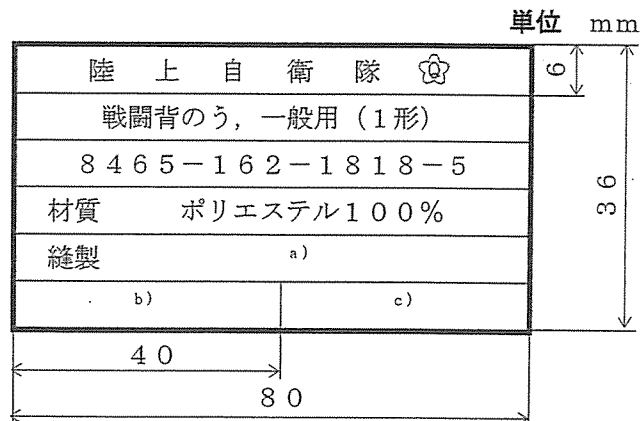 単位 mm
陸上自衛隊
6
戦闘背のう,一般用(1形)
8465-162-1818-5
36
材質 ポリエステル100%
縫製 a)
b) c)
40
80